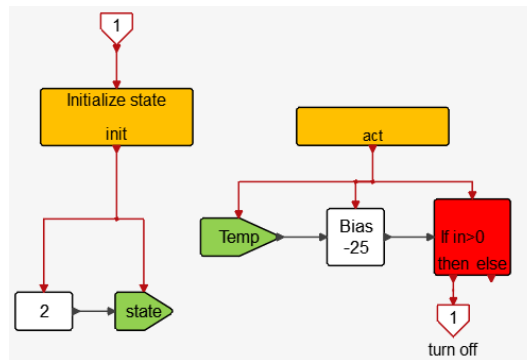 1
Initialize state
init
2
state
act
Temp
Bias
-25
If in>0
then else
1
turn off